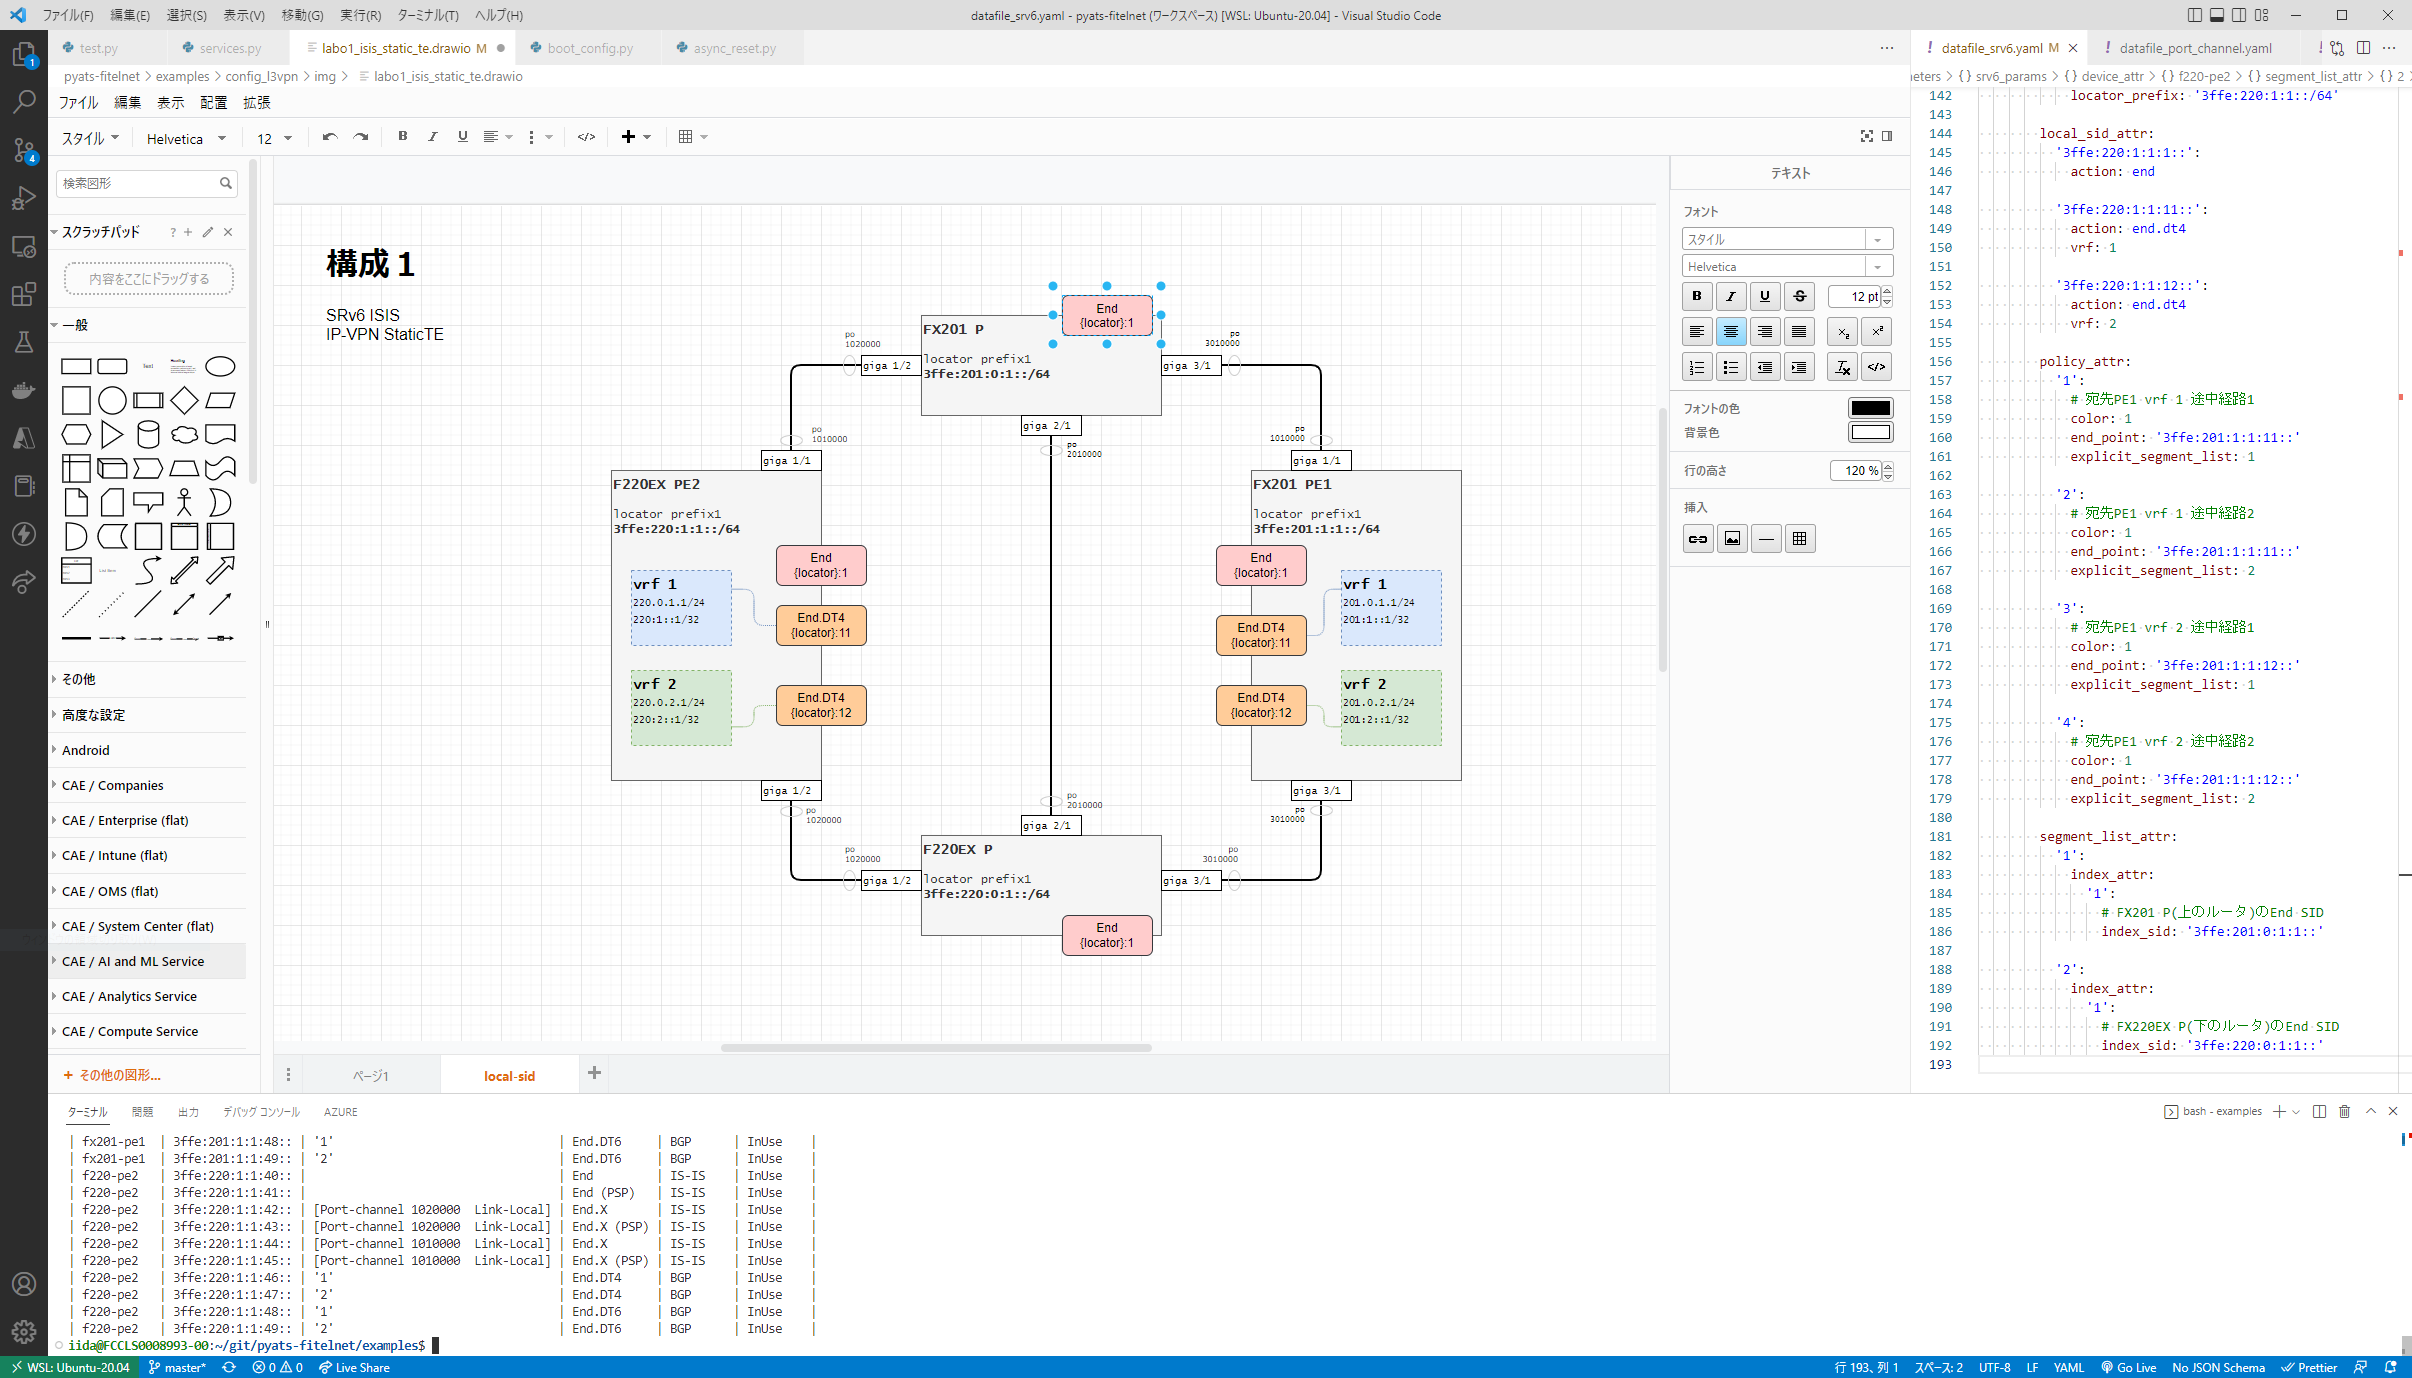 ファイル(F) 編集(E) 選択(S) 表示(V) 移動(G) 実行(R) ターミナル(T) ヘルプ(H)
datafile_srv6.yaml - pyats-fitelnet (ワークスペース) [WSL: Ubuntu-20.04] - Visual Studio Code
test.py
services.py
labo1_isis_static_te.drawio M
boot_config.py
async_reset.py
pyats-fitelnet > examples > config_l3vpn > img > labo1_isis_static_te.drawio
ファイル 編集 表示 配置 拡張
スタイル
Helvetica
12
検索図形
スクラッチパッド
内容をここにドラッグする
一般
その他
高度な設定
Android
CAE / Companies
CAE / Enterprise (flat)
CAE / Intune (flat)
CAE / OMS (flat)
CAE / System Center (flat)
CAE / AI and ML Service
CAE / Analytics Service
CAE / Compute Service
+ その他の図形...
構成１
SRv6 ISIS
IP-VPN StaticTE
End
{locator}:1
FX201 P
locator prefix1
3ffe:201:0:1::/64
po
1020000
giga 1/2
giga 3/1
po
3010000
giga 2/1
po
2010000
po
1010000
giga 1/1
po
1010000
giga 1/1
F220EX PE2
locator prefix1
3ffe:220:1:1::/64
End
{locator}:1
vrf 1
220.0.1.1/24
220:1::1/32
End.DT4
{locator}:11
vrf 2
220.0.2.1/24
220:2::1/32
End.DT4
{locator}:12
giga 1/2
po
1020000
FX201 PE1
locator prefix1
3ffe:201:1:1::/64
End
{locator}:1
vrf 1
201.0.1.1/24
201:1::1/32
End.DT4
{locator}:11
vrf 2
201.0.2.1/24
201:2::1/32
End.DT4
{locator}:12
giga 3/1
po
3010000
po
2010000
giga 2/1
F220EX P
locator prefix1
3ffe:220:0:1::/64
po
1020000
giga 1/2
giga 3/1
po
3010000
End
{locator}:1
ページ1
local-sid
テキスト
フォント
スタイル
Helvetica
12 pt
フォントの色
背景色
行の高さ
120 %
挿入
datafile_srv6.yaml M
datafile_port_channel.yaml
meters > {} srv6_params > {} device_attr > {} f220-pe2 > {} segment_list_attr > {} 2 >
142 locator_prefix: '3ffe:220:1:1::/64'
143
144 local_sid_attr:
145 '3ffe:220:1:1:1::':
146 action: end
147
148 '3ffe:220:1:1:11::':
149 action: end.dt4
150 vrf: 1
151
152 '3ffe:220:1:1:12::':
153 action: end.dt4
154 vrf: 2
155
156 policy_attr:
157 '1':
158 # 宛先PE1 vrf 1 途中経路1
159 color: 1
160 end_point: '3ffe:201:1:1:11::'
161 explicit_segment_list: 1
162
163 '2':
164 # 宛先PE1 vrf 1 途中経路2
165 color: 1
166 end_point: '3ffe:201:1:1:11::'
167 explicit_segment_list: 2
168
169 '3':
170 # 宛先PE1 vrf 2 途中経路1
171 color: 1
172 end_point: '3ffe:201:1:1:12::'
173 explicit_segment_list: 1
174
175 '4':
176 # 宛先PE1 vrf 2 途中経路2
177 color: 1
178 end_point: '3ffe:201:1:1:12::'
179 explicit_segment_list: 2
180
181 segment_list_attr:
182 '1':
183 index_attr:
184 '1':
185 # FX201 P(上のルータ)のEnd SID
186 index_sid: '3ffe:201:0:1:1::'
187
188 '2':
189 index_attr:
190 '1':
191 # FX220EX P(下のルータ)のEnd SID
192 index_sid: '3ffe:220:0:1:1::'
193
ターミナル 問題 出力 デバッグ コンソール AZURE
bash - examples
| fx201-pe1 | 3ffe:201:1:1:48:: | '1' | End.DT6 | BGP | InUse |
| fx201-pe1 | 3ffe:201:1:1:49:: | '2' | End.DT6 | BGP | InUse |
| f220-pe2 | 3ffe:220:1:1:40:: | | End | IS-IS | InUse |
| f220-pe2 | 3ffe:220:1:1:41:: | | End (PSP) | IS-IS | InUse |
| f220-pe2 | 3ffe:220:1:1:42:: | [Port-channel 1020000 Link-Local] | End.X | IS-IS | InUse |
| f220-pe2 | 3ffe:220:1:1:43:: | [Port-channel 1020000 Link-Local] | End.X (PSP) | IS-IS | InUse |
| f220-pe2 | 3ffe:220:1:1:44:: | [Port-channel 1010000 Link-Local] | End.X | IS-IS | InUse |
| f220-pe2 | 3ffe:220:1:1:45:: | [Port-channel 1010000 Link-Local] | End.X (PSP) | IS-IS | InUse |
| f220-pe2 | 3ffe:220:1:1:46:: | '1' | End.DT4 | BGP | InUse |
| f220-pe2 | 3ffe:220:1:1:47:: | '2' | End.DT4 | BGP | InUse |
| f220-pe2 | 3ffe:220:1:1:48:: | '1' | End.DT6 | BGP | InUse |
| f220-pe2 | 3ffe:220:1:1:49:: | '2' | End.DT6 | BGP | InUse |
iida@FCCLS0008993-00:~/git/pyats-fitelnet/examples$
WSL: Ubuntu-20.04 master* 0 0 Live Share
行 193、列 1 スペース: 2 UTF-8 LF YAML Go Live No JSON Schema Prettier